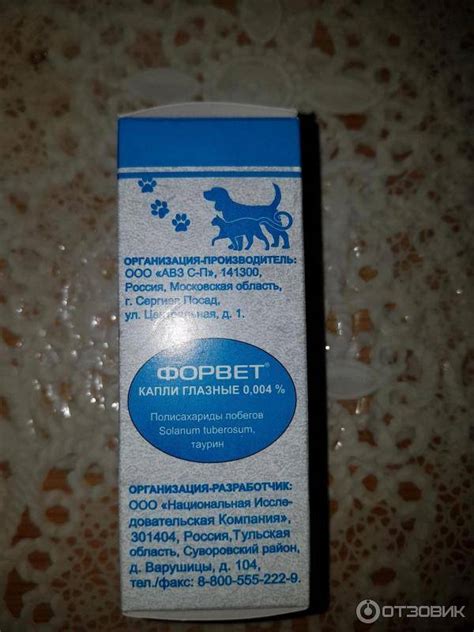 ОРГАНИЗАЦИЯ-ПРОИЗВОДИТЕЛЬ:
ООО «АВЗ С-П», 141300,
Россия, Московская область,
г. Сергиев Посад,
ул. Центральная, д. 1.
ФОРВЕТ®
КАПЛИ ГЛАЗНЫЕ 0,004 %
Полисахариды побегов
Solanum tuberosum,
таурин
ОРГАНИЗАЦИЯ-РАЗРАБОТЧИК:
ООО «Национальная Иссле-
довательская Компания»,
301404, Россия,Тульская
область, Суворовский район,
д. Варушицы, д. 104,
тел./факс: 8-800-555-222-9.
ОТЗОВИК